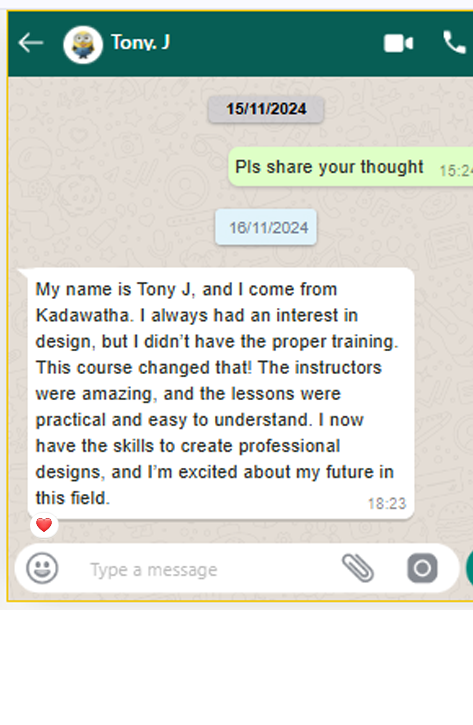 Tony. J
15/11/2024
Pls share your thought 15:24
16/11/2024
My name is Tony J, and I come from
Kadawatha. I always had an interest in
design, but I didn't have the proper training.
This course changed that! The instructors
were amazing, and the lessons were
practical and easy to understand. I now
have the skills to create professional
designs, and I'm excited about my future in
this field.
18:23
Type a message